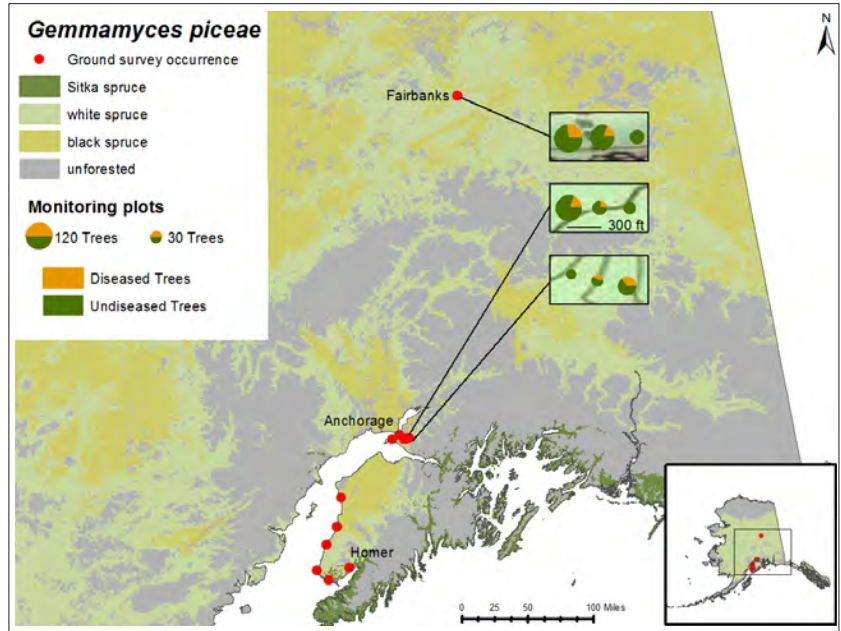 Gemmamyces piceae
Ground survey occurrence
Sitka spruce
white spruce
black spruce
unforested
Monitoring plots
120 Trees 30 Trees
Diseased Trees
Undiseased Trees
N
Fairbanks
300 ft
Anchorage
Homer
0 25 50 100 Miles